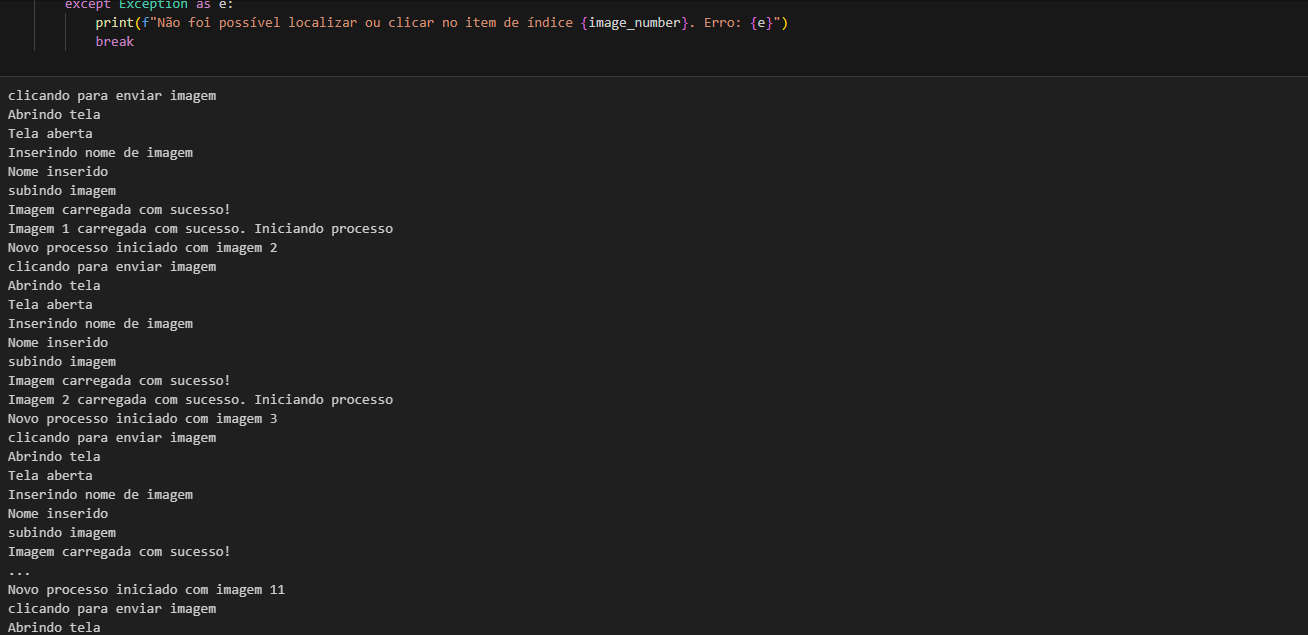 except Exception as e:
print(f"Não foi possível localizar ou clicar no item de índice {image_number}. Erro: {e}")
break
clicando para enviar imagem
Abrindo tela
Tela aberta
Inserindo nome de imagem
Nome inserido
subindo imagem
Imagem carregada com sucesso!
Imagem 1 carregada com sucesso. Iniciando processo
Novo processo iniciado com imagem 2
clicando para enviar imagem
Abrindo tela
Tela aberta
Inserindo nome de imagem
Nome inserido
subindo imagem
Imagem carregada com sucesso!
Imagem 2 carregada com sucesso. Iniciando processo
Novo processo iniciado com imagem 3
clicando para enviar imagem
Abrindo tela
Tela aberta
Inserindo nome de imagem
Nome inserido
subindo imagem
Imagem carregada com sucesso!
...
Novo processo iniciado com imagem 11
clicando para enviar imagem
Abrindo tela